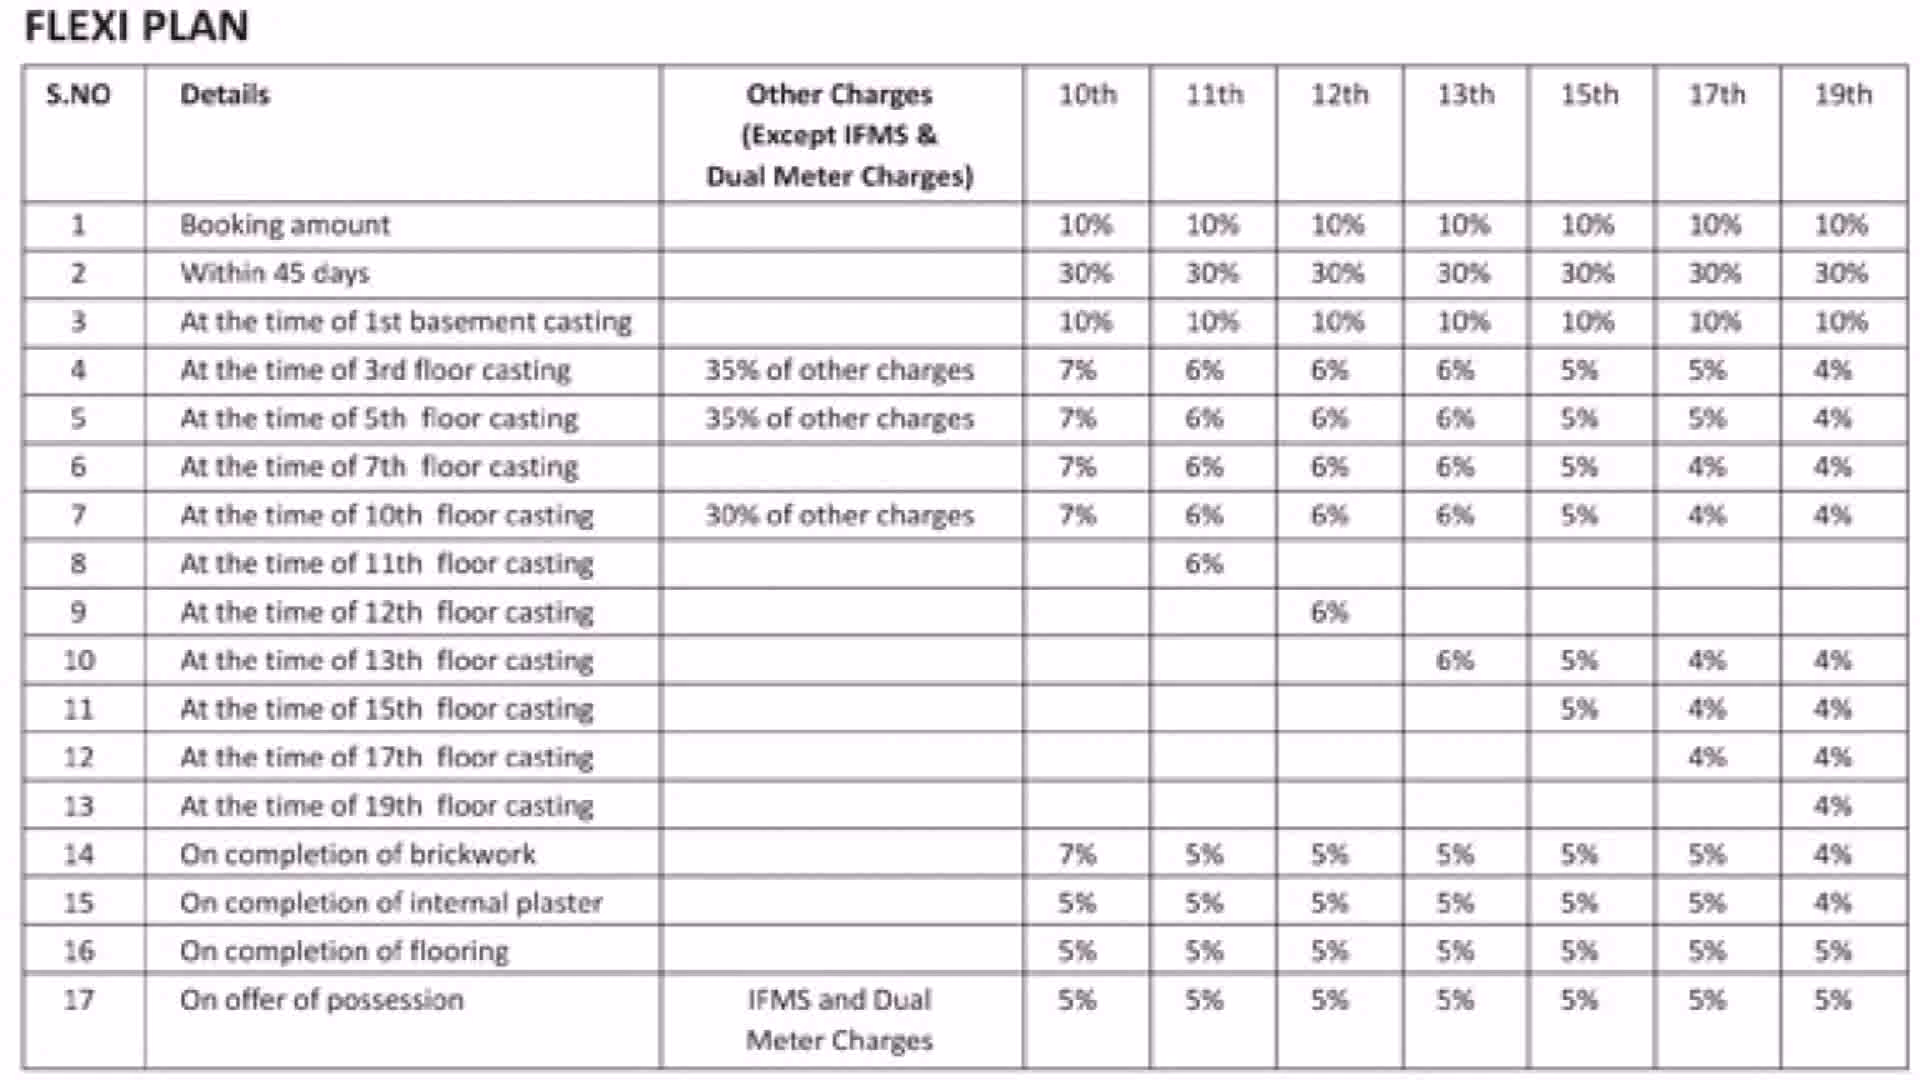 FLEXI PLAN
S.NO Details Other Charges (Except IFMS & Dual Meter Charges) 10th 11th 12th 13th 15th 17th 19th
1 Booking amount 10% 10% 10% 10% 10% 10% 10%
2 Within 45 days 30% 30% 30% 30% 30% 30% 30%
3 At the time of 1st basement casting 10% 10% 10% 10% 10% 10% 10%
4 At the time of 3rd floor casting 35% of other charges 7% 6% 6% 6% 5% 5% 4%
5 At the time of 5th floor casting 35% of other charges 7% 6% 6% 6% 5% 5% 4%
6 At the time of 7th floor casting 7% 6% 6% 6% 5% 4% 4%
7 At the time of 10th floor casting 30% of other charges 7% 6% 6% 6% 5% 4% 4%
8 At the time of 11th floor casting 6%
9 At the time of 12th floor casting 6%
10 At the time of 13th floor casting 6% 5% 4% 4%
11 At the time of 15th floor casting 5% 4% 4%
12 At the time of 17th floor casting 4% 4%
13 At the time of 19th floor casting 4%
14 On completion of brickwork 7% 5% 5% 5% 5% 5% 4%
15 On completion of internal plaster 5% 5% 5% 5% 5% 5% 4%
16 On completion of flooring 5% 5% 5% 5% 5% 5% 5%
17 On offer of possession IFMS and Dual Meter Charges 5% 5% 5% 5% 5% 5% 5%